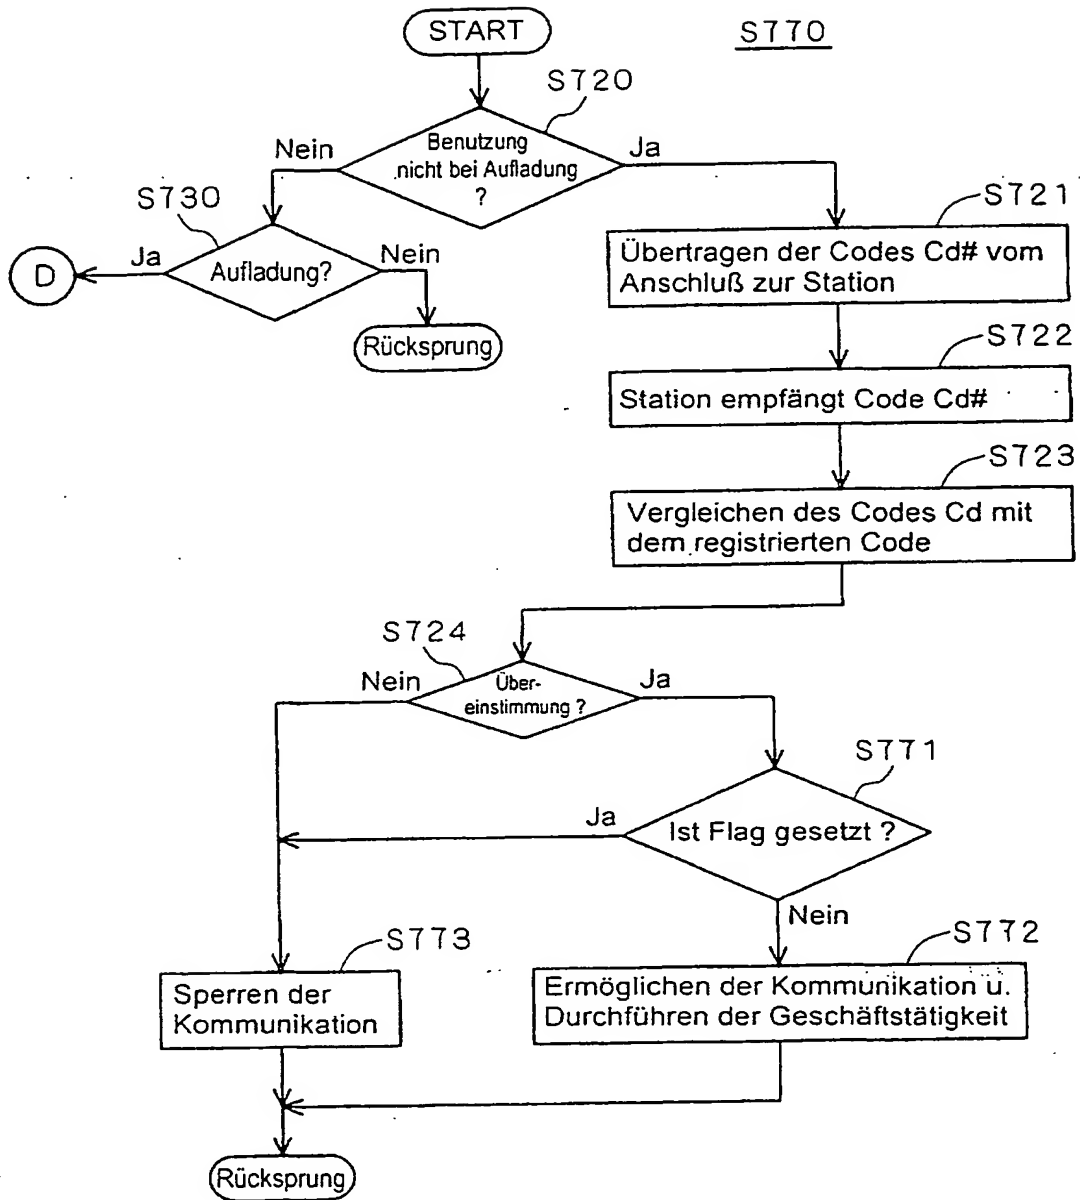 START
S770
S720
Benutzung
nicht bei Aufladung
?
Nein
Ja
S730
S721
Ja
Nein
D
Aufladung?
Übertragen der Codes Cd# vom
Anschluß zur Station
Rücksprung
S722
Station empfängt Code Cd#
S723
Vergleichen des Codes Cd mit
dem registrierten Code
S724
Nein
Über-
einstimmung ?
Ja
S771
Ja
Ist Flag gesetzt ?
Nein
S773
S772
Sperren der
Kommunikation
Ermöglichen der Kommunikation u.
Durchführen der Geschäftstätigkeit
Rücksprung